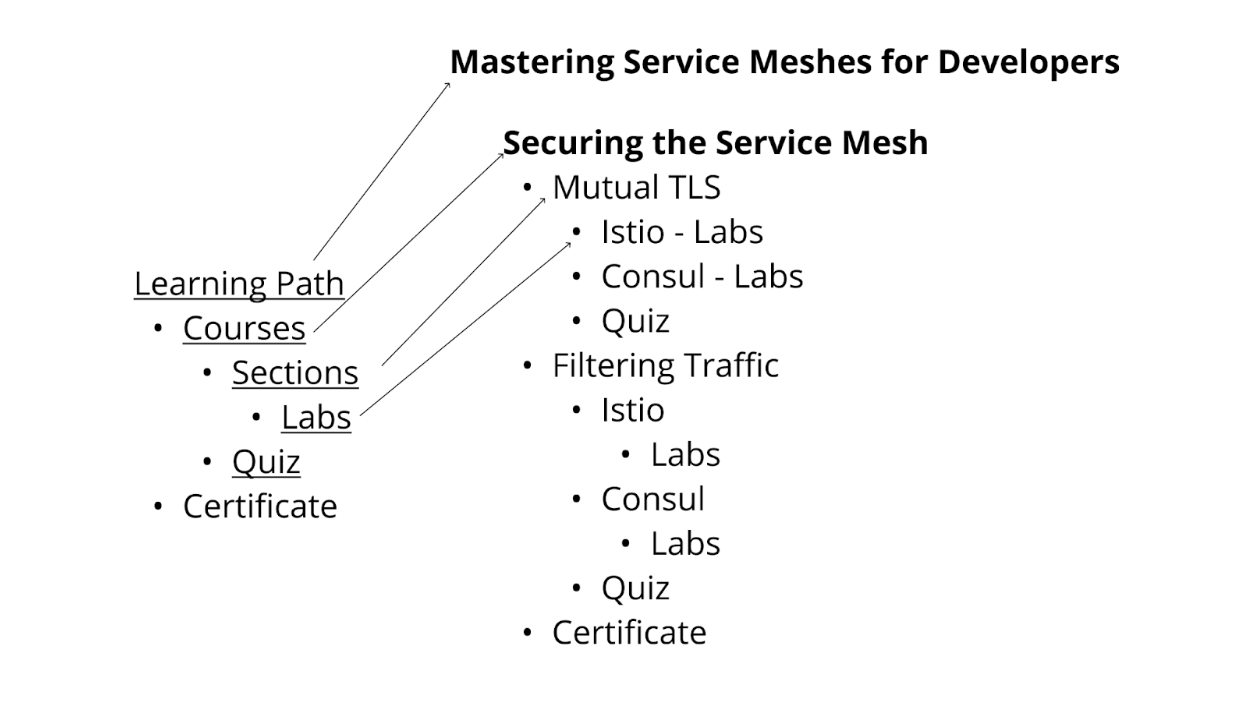 Mastering Service Meshes for Developers
Securing the Service Mesh
• Mutual TLS
• Istio - Labs
• Consul - Labs
• Quiz
• Filtering Traffic
• Istio
• Labs
• Consul
• Labs
• Quiz
• Certificate
Learning Path
• Courses
• Sections
• Labs
• Quiz
• Certificate